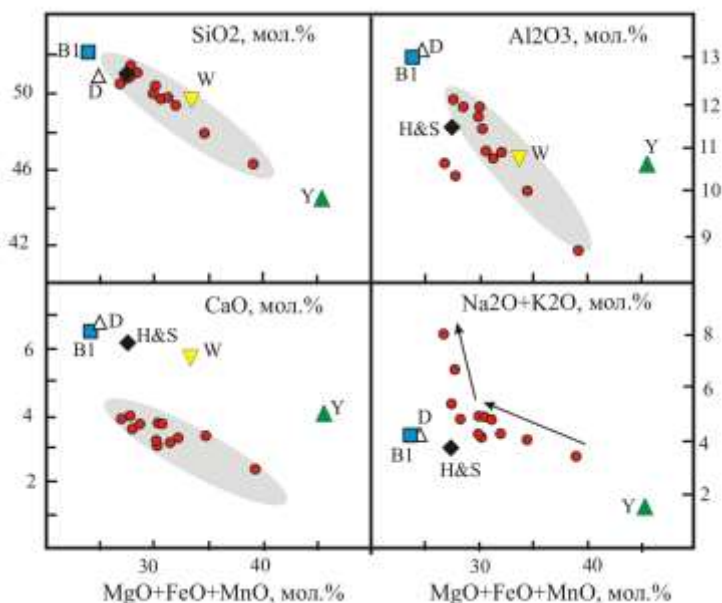 SiO2, мол.%
B1
D
W
Y
50
46
42
Al2O3, мол.%
D
B1
H&S
W
Y
13
12
11
10
9
CaO, мол.%
D
B1
H&S
W
Y
6
4
2
Na2O+K2O, мол.%
D
B1
H&S
Y
8
6
4
2
30
40
30
40
MgO+FeO+MnO, мол.%
MgO+FeO+MnO, мол.%